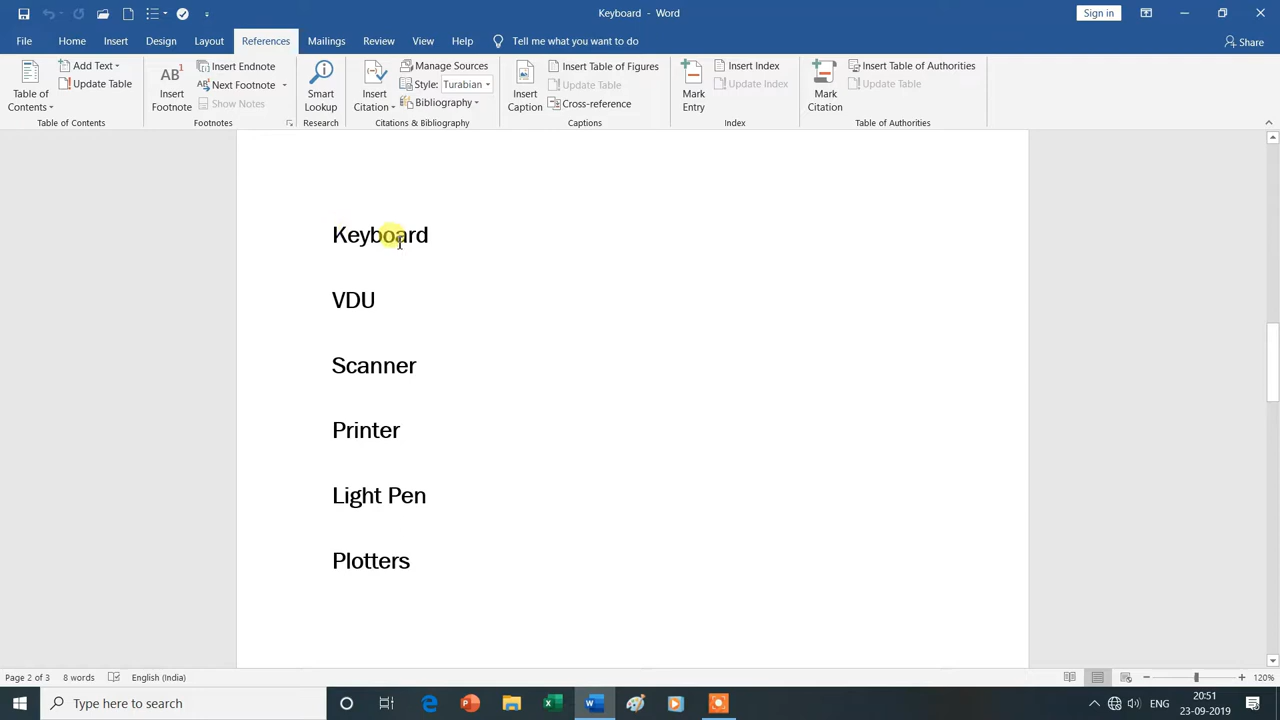 Keyboard - Word
Sign in
File Home Insert Design Layout References Mailings Review View Help Tell me what you want to do Share
Table of Contents
Add Text
Update Table
Table of Contents
AB1
Insert Footnote
Insert Endnote
Next Footnote
Show Notes
Footnotes
Smart Lookup
Research
Insert Citation
Manage Sources
Style: Turabian
Bibliography
Citations & Bibliography
Insert Caption
Insert Table of Figures
Update Table
Cross-reference
Captions
Mark Entry
Insert Index
Update Index
Index
Mark Citation
Insert Table of Authorities
Update Table
Table of Authorities
Keyboard
VDU
Scanner
Printer
Light Pen
Plotters
Page 2 of 3 8 words English (India) 120%
Type here to search
ENG
20:51
23-09-2019